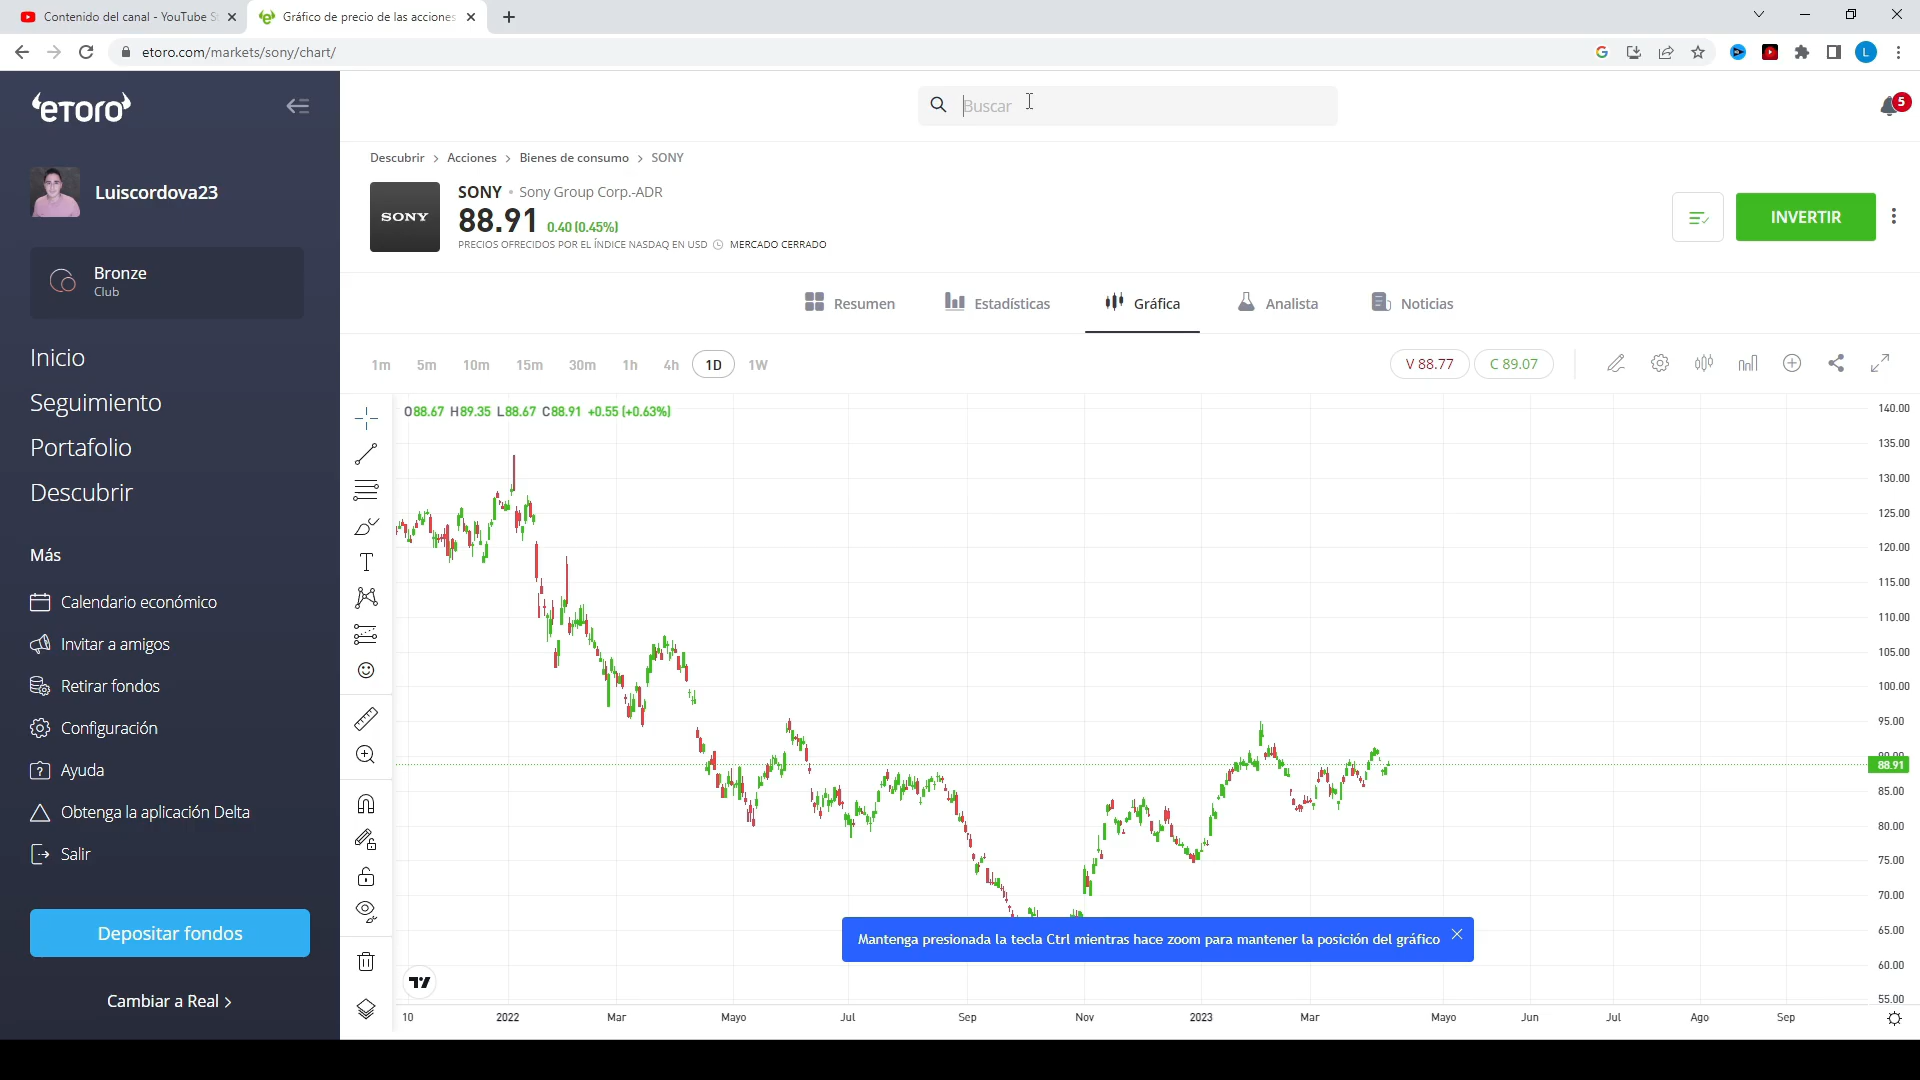 Contenido del canal - YouTube S
Gráfico de precio de las acciones
etoro.com/markets/sony/chart/
L
eToro
Buscar
5
Luiscordova23
Bronze
Club
Inicio
Seguimiento
Portafolio
Descubrir
Más
Calendario económico
Invitar a amigos
Retirar fondos
Configuración
Ayuda
Obtenga la aplicación Delta
Salir
Depositar fondos
Cambiar a Real >
Descubrir > Acciones > Bienes de consumo > SONY
SONY
SONY • Sony Group Corp.-ADR
88.91 0.40 (0.45%)
PRECIOS OFRECIDOS POR EL ÍNDICE NASDAQ EN USD MERCADO CERRADO
INVERTIR
Resumen Estadísticas Gráfica Analista Noticias
1m 5m 10m 15m 30m 1h 4h 1D 1W
V 88.77 C 89.07
O88.67 H89.35 L88.67 C88.91 +0.55 (+0.63%)
140.00
135.00
130.00
125.00
120.00
115.00
110.00
105.00
100.00
95.00
90.00
88.91
85.00
80.00
75.00
70.00
65.00
60.00
55.00
Mantenga presionada la tecla Ctrl mientras hace zoom para mantener la posición del gráfico
10 2022 Mar Mayo Jul Sep Nov 2023 Mar Mayo Jun Jul Ago Sep